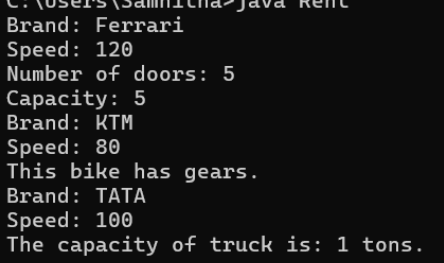 C:\Users\Samhitha>java Rent
Brand: Ferrari
Speed: 120
Number of doors: 5
Capacity: 5
Brand: KTM
Speed: 80
This bike has gears.
Brand: TATA
Speed: 100
The capacity of truck is: 1 tons.